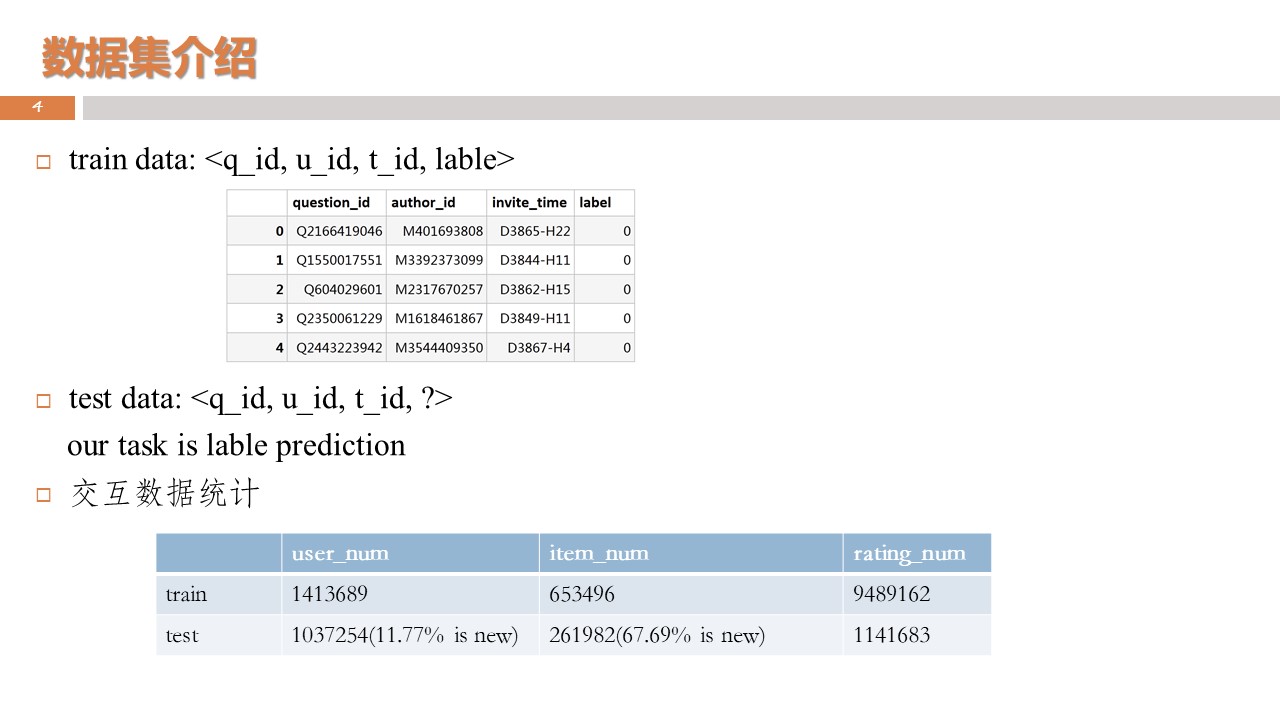 数据集介绍
4
train data: <q_id, u_id, t_id, lable>
question_id author_id invite_time label
0 Q2166419046 M401693808 D3865-H22 0
1 Q1550017551 M3392373099 D3844-H11 0
2 Q604029601 M2317670257 D3862-H15 0
3 Q2350061229 M1618461867 D3849-H11 0
4 Q2443223942 M3544409350 D3867-H4 0
test data: <q_id, u_id, t_id, ?>
our task is lable prediction
交互数据统计
user_num item_num rating_num
train 1413689 653496 9489162
test 1037254(11.77% is new) 261982(67.69% is new) 1141683